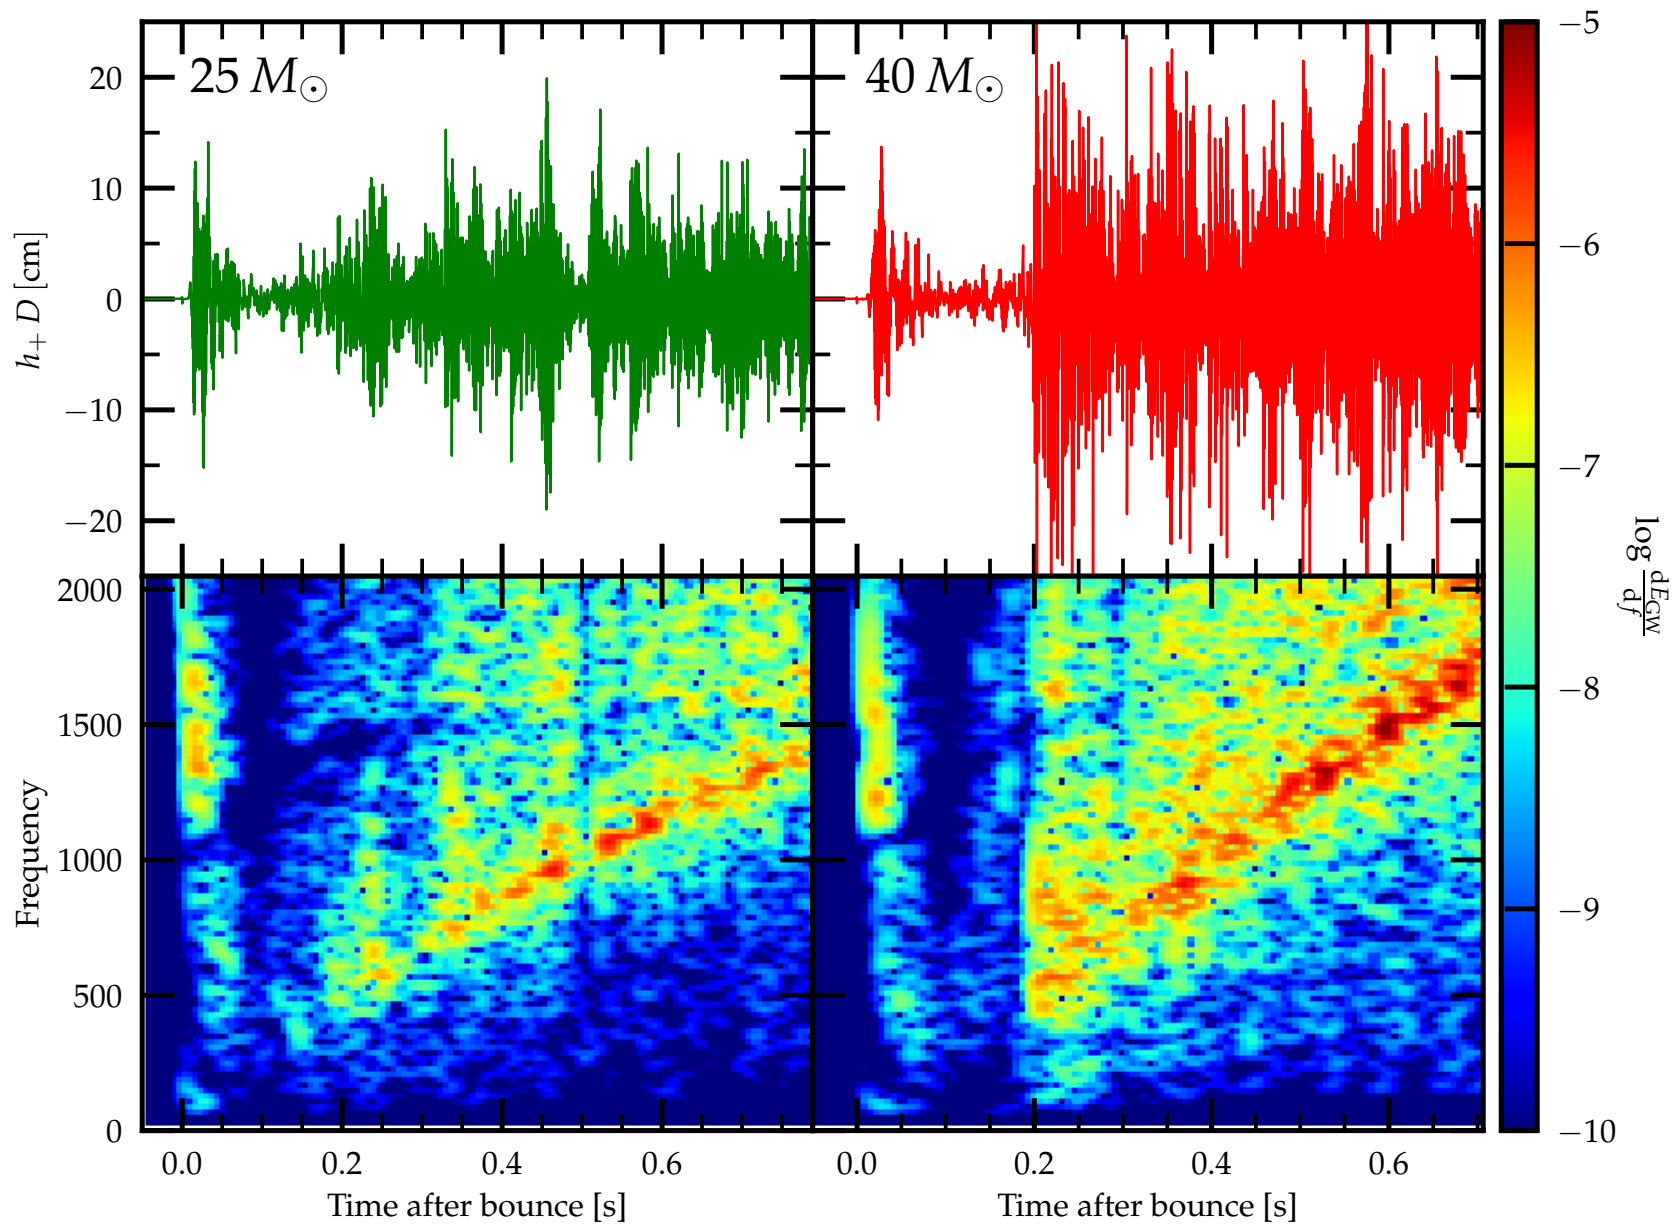 25 M☉
40 M☉
20
10
0
−10
−20
h+ D [cm]
2000
1500
1000
500
0
Frequency
0.0 0.2 0.4 0.6
0.0 0.2 0.4 0.6
Time after bounce [s]
Time after bounce [s]
−5
−6
−7
−8
−9
−10
log dE_GW/df